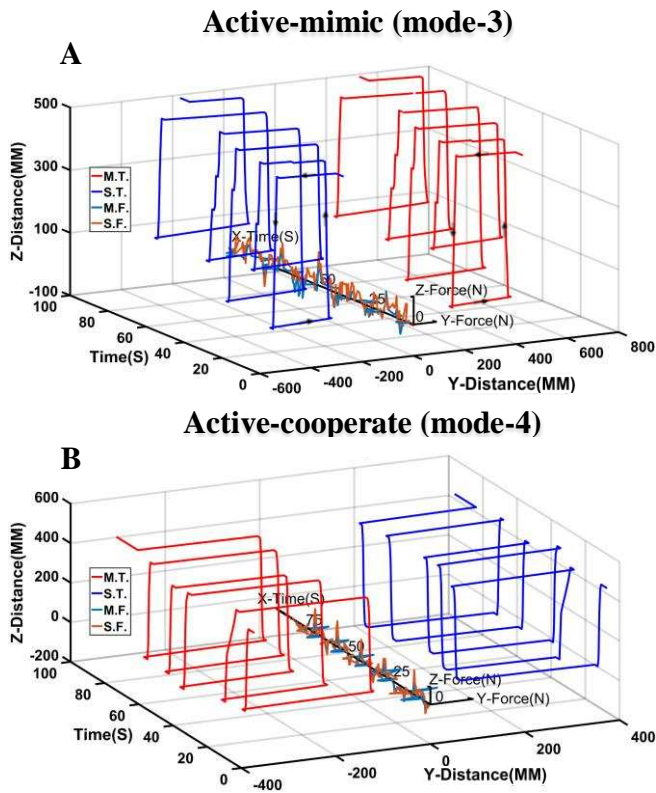 Active-mimic (mode-3)
A
500
300
100
-100
Z-Distance(MM)
M.T.
S.T.
M.F.
S.F.
X-Time(S)
50
25
0
Z-Force(N)
Y-Force(N)
100
80
60
40
20
0
Time(S)
-600
-400
-200
0
200
400
600
800
Y-Distance(MM)
Active-cooperate (mode-4)
B
600
400
200
0
-200
Z-Distance(MM)
M.T.
S.T.
M.F.
S.F.
X-Time(S)
75
50
25
0
Z-Force(N)
Y-Force(N)
100
80
60
40
20
0
Time(S)
-400
-200
0
200
400
Y-Distance(MM)